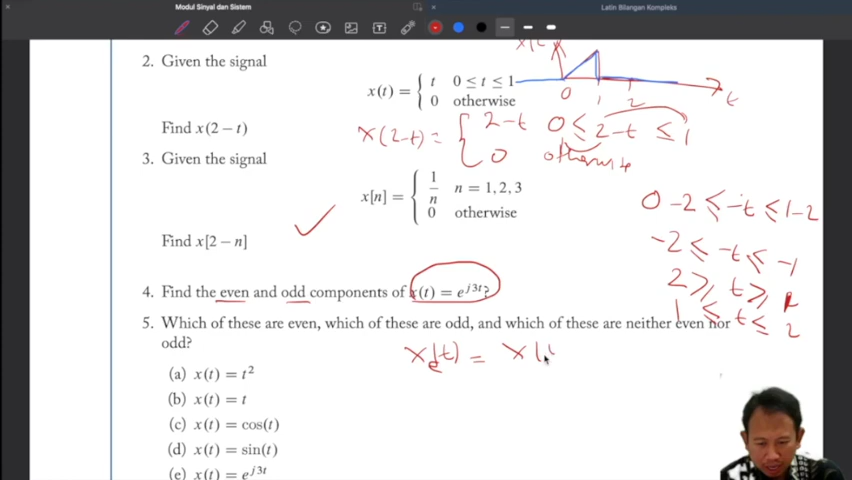 Modul Sinyal dan Sistem
Latin Bilangan Kompleks
2. Given the signal
x(t) = { t 0 ≤ t ≤ 1
0 otherwise
0 1 2 t
Find x(2 − t)
x(2-t) = { 2-t 0 ≤ 2-t ≤ 1
0 otherwise
3. Given the signal
x[n] = { 1/n n = 1, 2, 3
0 otherwise
Find x[2 − n]
0-2 ≤ -t ≤ 1-2
-2 ≤ -t ≤ -1
2 ≥ t ≥ 1
1 ≤ t ≤ 2
4. Find the even and odd components of x(t) = e^{j3t}?
5. Which of these are even, which of these are odd, and which of these are neither even nor
odd?
xe(t) = x(t
(a) x(t) = t²
(b) x(t) = t
(c) x(t) = cos(t)
(d) x(t) = sin(t)
(e) x(t) = e^{j3t}